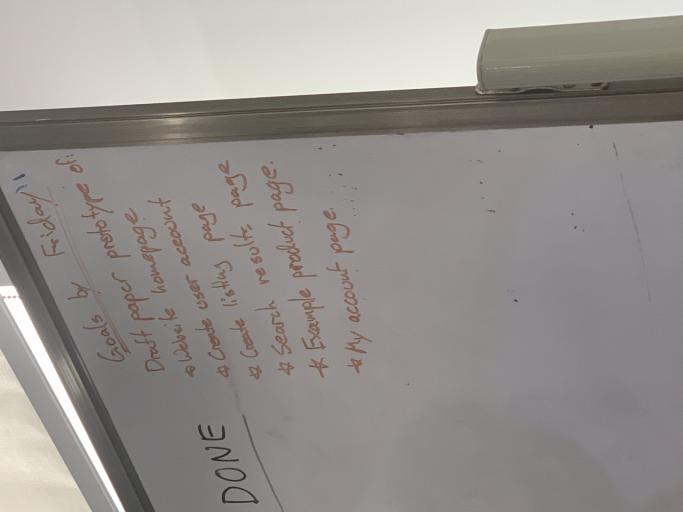 Goals by Friday:
Draft paper prototype of:
* Website homepage
* Create user account page
* Create listing page
* Search results page.
* Example product page.
* My account page.
DONE